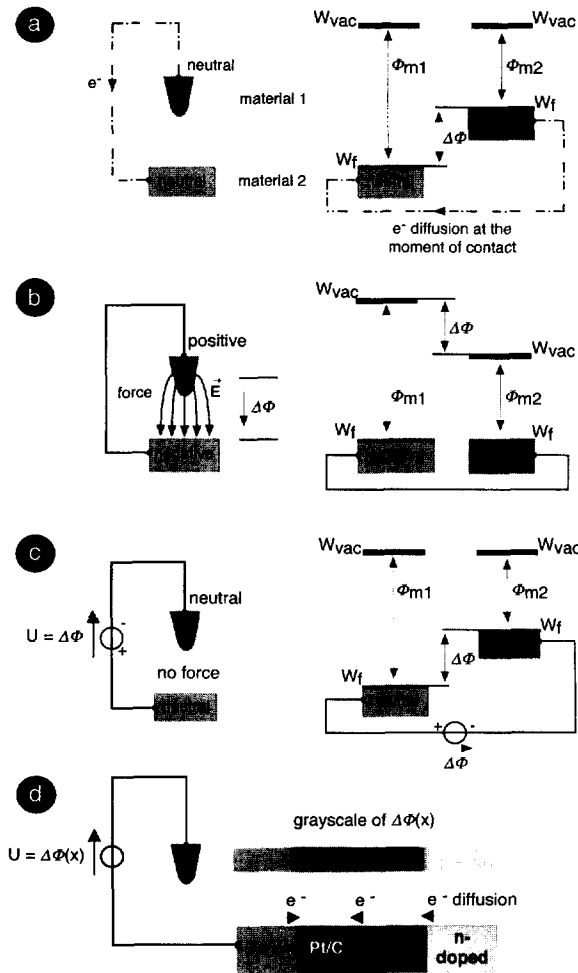 a
neutral
e-
material 1
material 2
Wvac
Wvac
Φm1
Φm2
Wf
ΔΦ
Wf
e- diffusion at the
moment of contact
b
positive
force
E
ΔΦ
Wvac
ΔΦ
Wvac
Φm1
Φm2
Wf
Wf
c
neutral
-
U = ΔΦ
+
no force
Wvac
Wvac
Φm1
Φm2
Wf
ΔΦ
Wf
+
-
ΔΦ
d
grayscale of ΔΦ(x)
U = ΔΦ(x)
e- e- e- diffusion
Pt/C
n-
doped